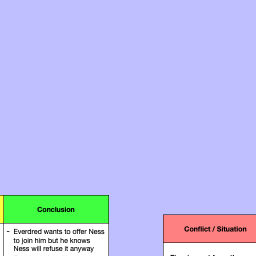 Conclusion
Conflict / Situation
- Everdred wants to offer Ness
to join him but he knows
Ness will refuse it anyway